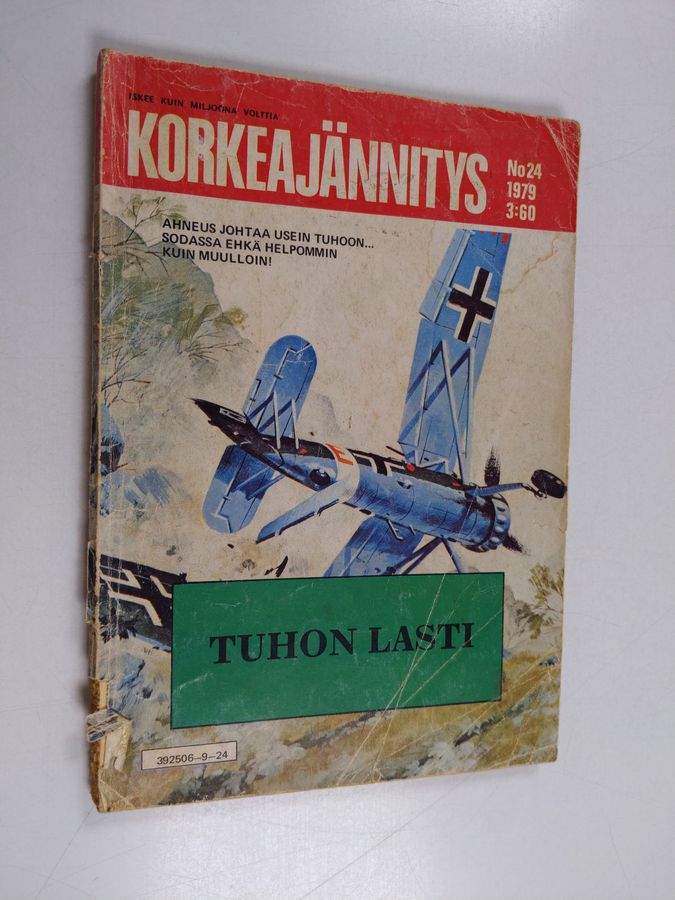 ISKEE KUIN MILJOONA VOLTTIA
KORKEAJÄNNITYS
No 24
1979
3:60
AHNEUS JOHTAA USEIN TUHOON...
SODASSA EHKÄ HELPOMMIN
KUIN MUULLOIN!
TUHON LASTI
392506-9-24